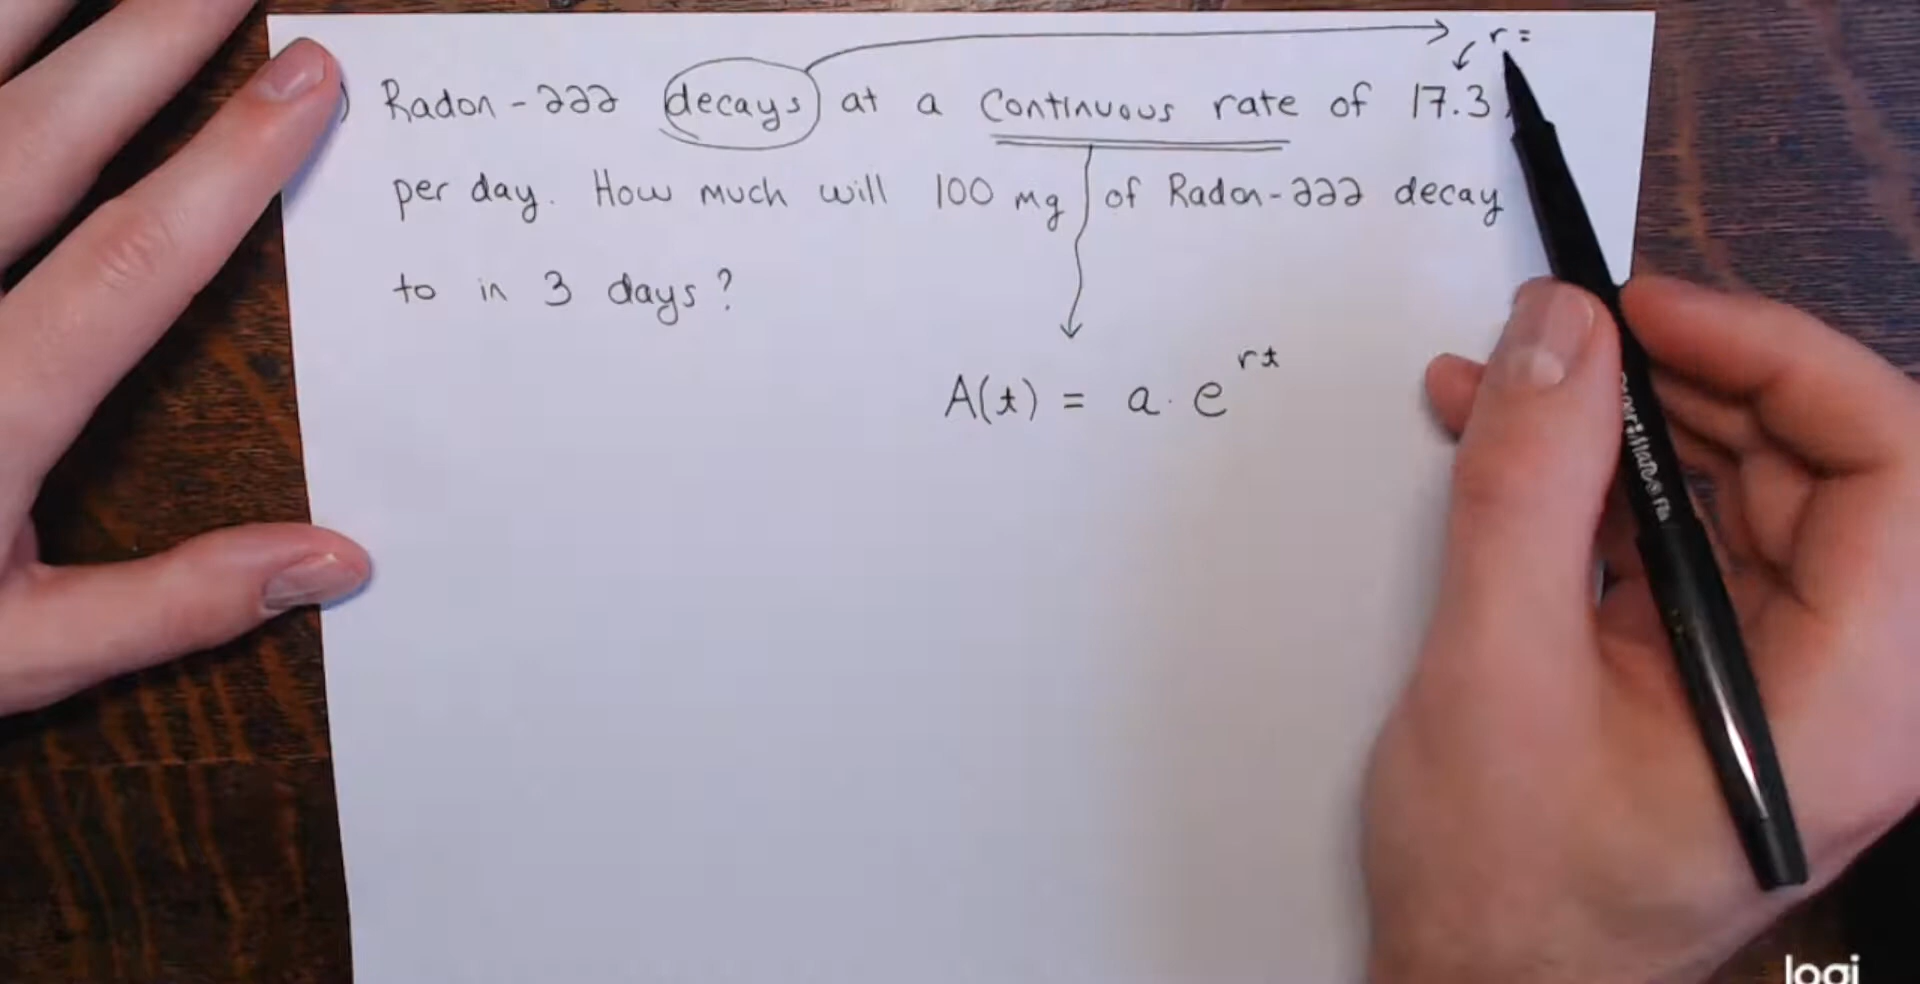 r =
Radon-222 decays at a continuous rate of 17.3
per day. How much will 100 mg of Radon-222 decay
to in 3 days?
A(t) = a · e^{rt}
logi